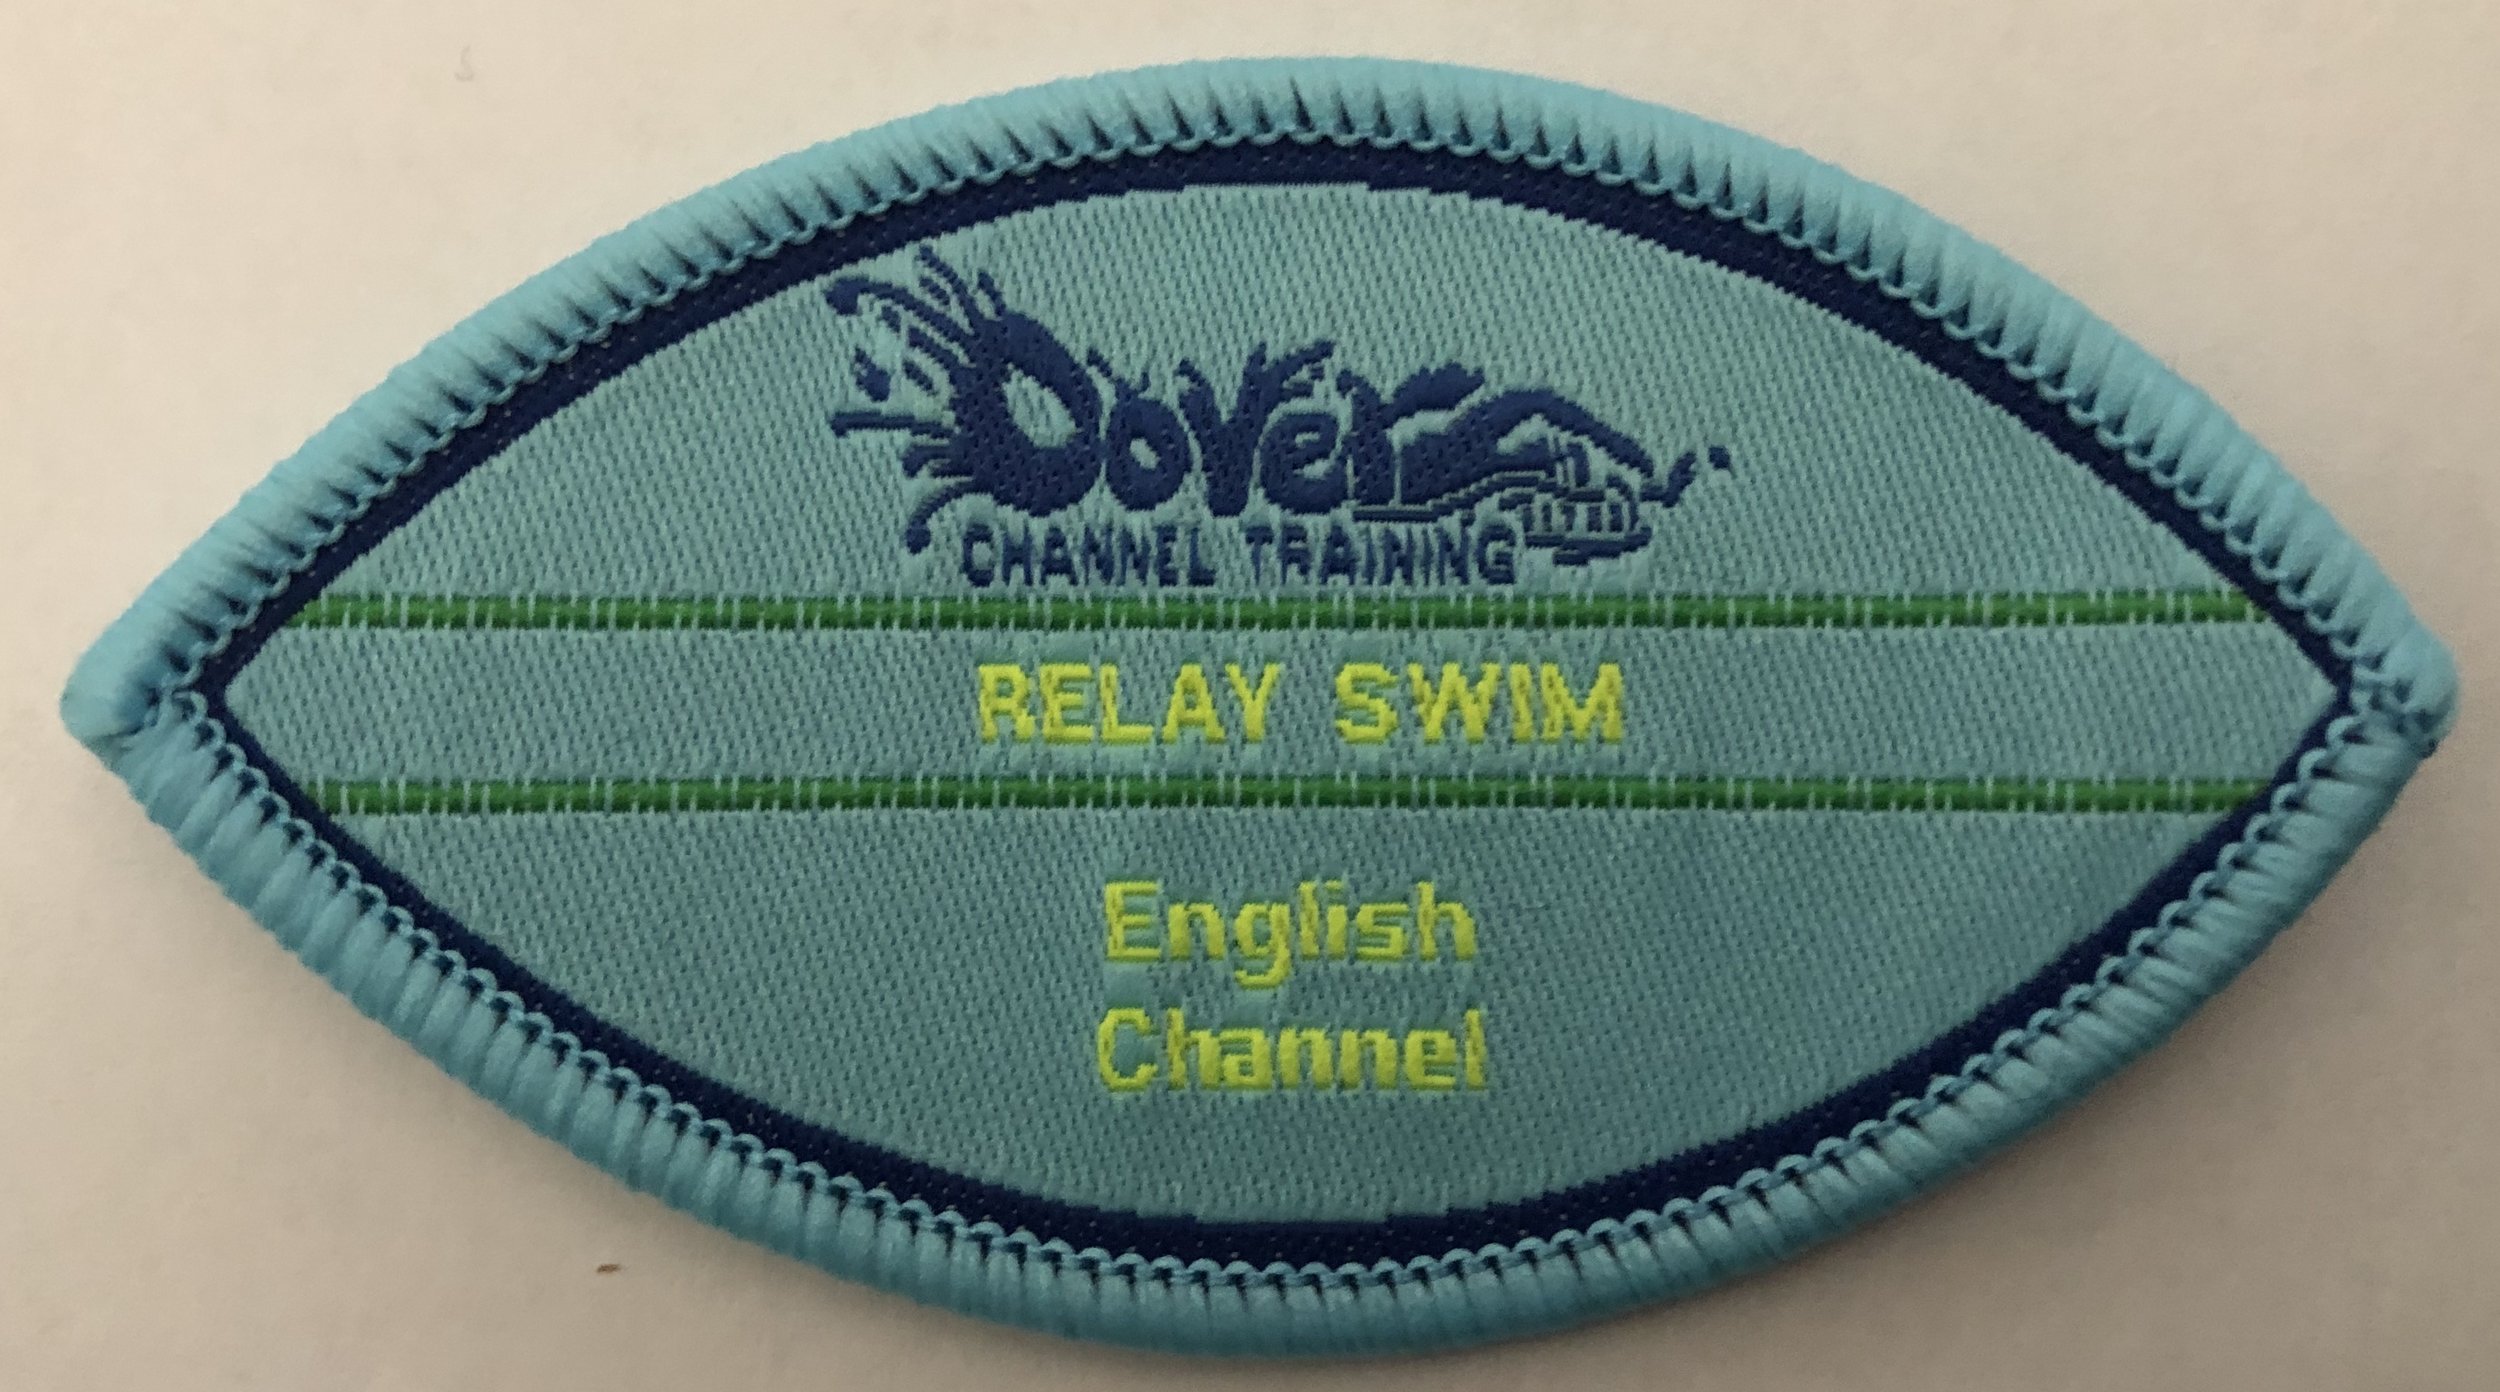 Dover
CHANNEL TRAINING
RELAY SWIM
English
Channel